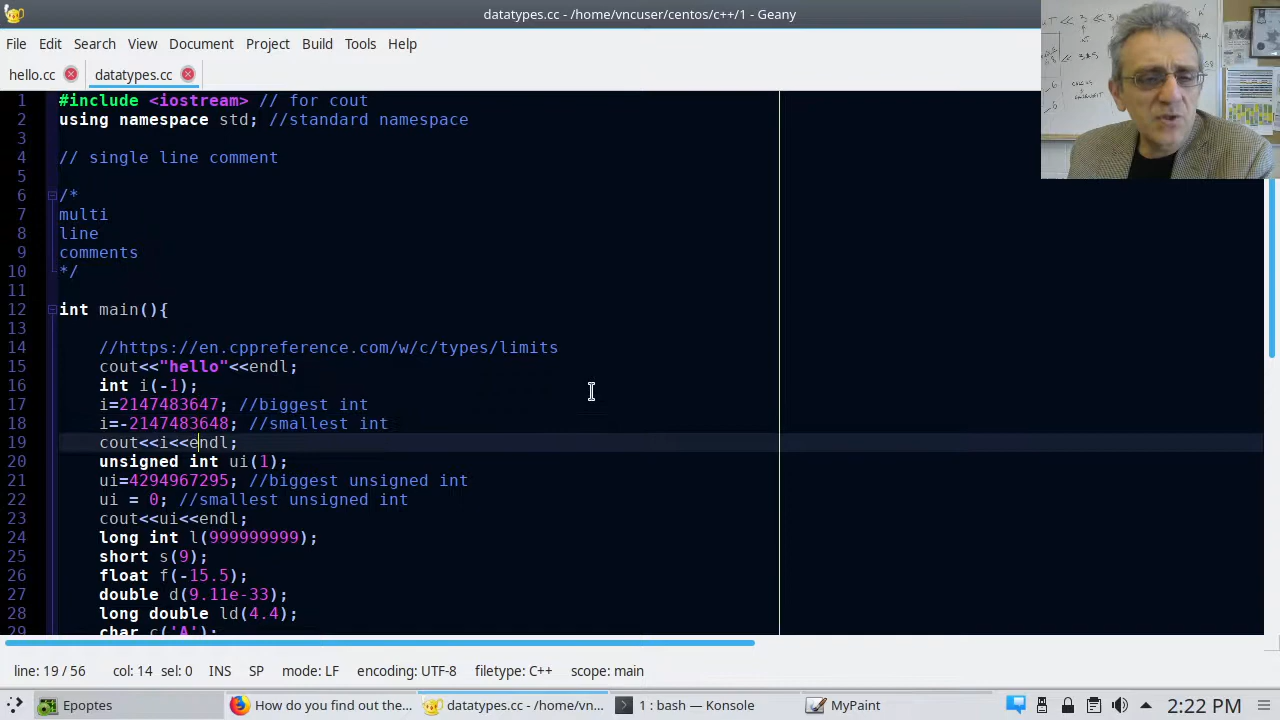 datatypes.cc - /home/vncuser/centos/c++/1 - Geany
File Edit Search View Document Project Build Tools Help
hello.cc datatypes.cc
1 #include <iostream> // for cout
2 using namespace std; //standard namespace
3
4 // single line comment
5
6 /*
7 multi
8 line
9 comments
10 */
11
12 int main(){
13
14 //https://en.cppreference.com/w/c/types/limits
15 cout<<"hello"<<endl;
16 int i(-1);
17 i=2147483647; //biggest int
18 i=-2147483648; //smallest int
19 cout<<i<<endl;
20 unsigned int ui(1);
21 ui=4294967295; //biggest unsigned int
22 ui = 0; //smallest unsigned int
23 cout<<ui<<endl;
24 long int l(999999999);
25 short s(9);
26 float f(-15.5);
27 double d(9.11e-33);
28 long double ld(4.4);
29 char c('A');
line: 19 / 56 col: 14 sel: 0 INS SP mode: LF encoding: UTF-8 filetype: C++ scope: main
Epoptes How do you find out the... datatypes.cc - /home/vn... 1 : bash — Konsole MyPaint 2:22 PM